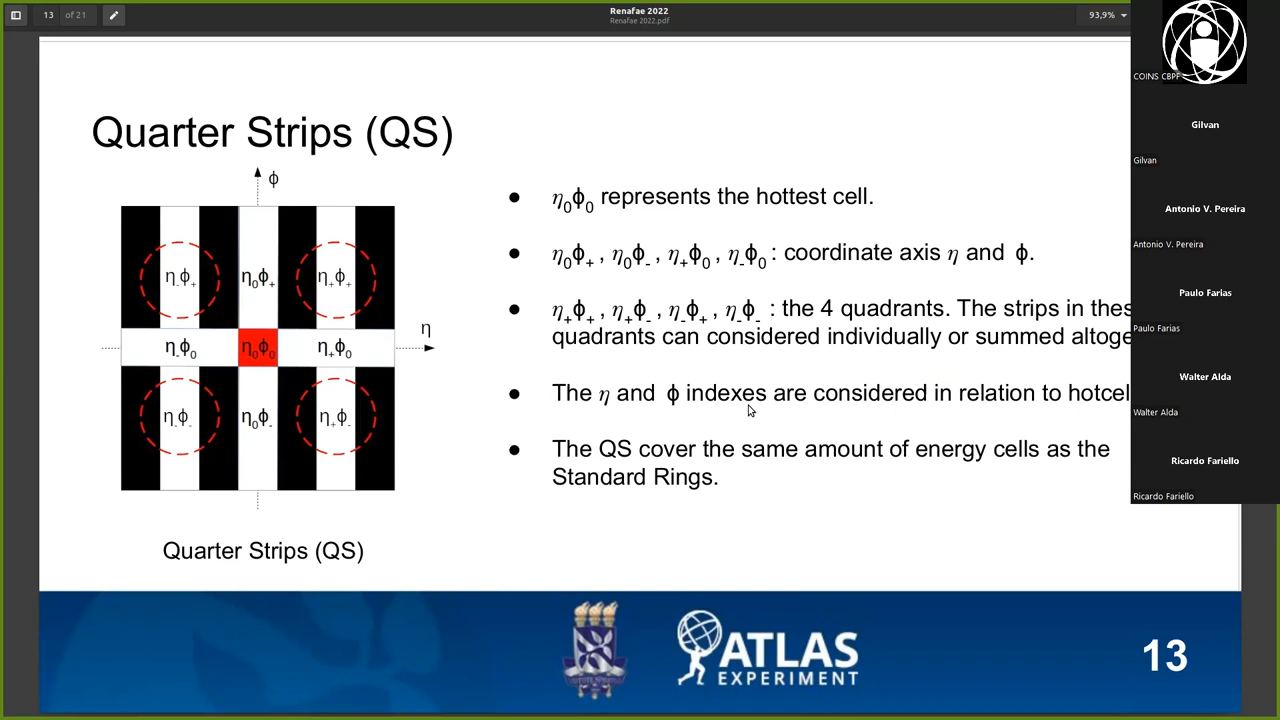 Renafae 2022
13 of 21
Renafae 2022.pdf
93,9%
COINS CBPF
Quarter Strips (QS)
ϕ
η₋ϕ₊ η₀ϕ₊ η₊ϕ₊
η
η₋ϕ₀ η₀ϕ₀ η₊ϕ₀
η₋ϕ₋ η₀ϕ₋ η₊ϕ₋
Quarter Strips (QS)
● η₀ϕ₀ represents the hottest cell.
● η₀ϕ₊ , η₀ϕ₋ , η₊ϕ₀ , η₋ϕ₀ : coordinate axis η and ϕ.
● η₊ϕ₊ , η₊ϕ₋ , η₋ϕ₊ , η₋ϕ₋ : the 4 quadrants. The strips in thes
quadrants can considered individually or summed altoge
● The η and ϕ indexes are considered in relation to hotcel
● The QS cover the same amount of energy cells as the
Standard Rings.
Gilvan
Gilvan
Antonio V. Pereira
Antonio V. Pereira
Paulo Farias
Paulo Farias
Walter Alda
Walter Alda
Ricardo Fariello
Ricardo Fariello
ATLAS
EXPERIMENT
13